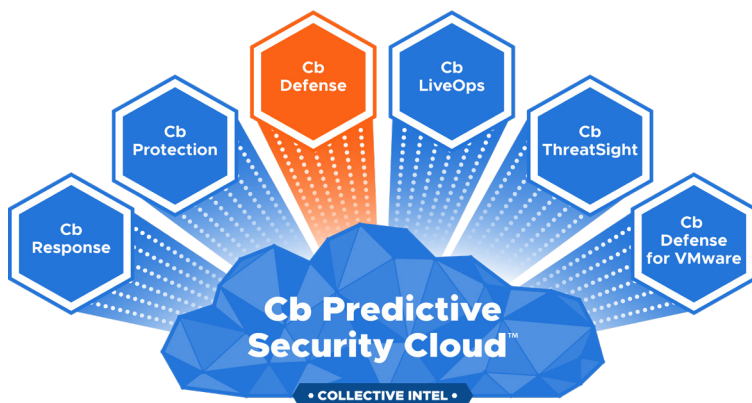 Cb
Response
Cb
Protection
Cb
Defense
Cb
LiveOps
Cb
ThreatSight
Cb
Defense
for VMware
Cb Predictive
Security Cloud™
• COLLECTIVE INTEL •